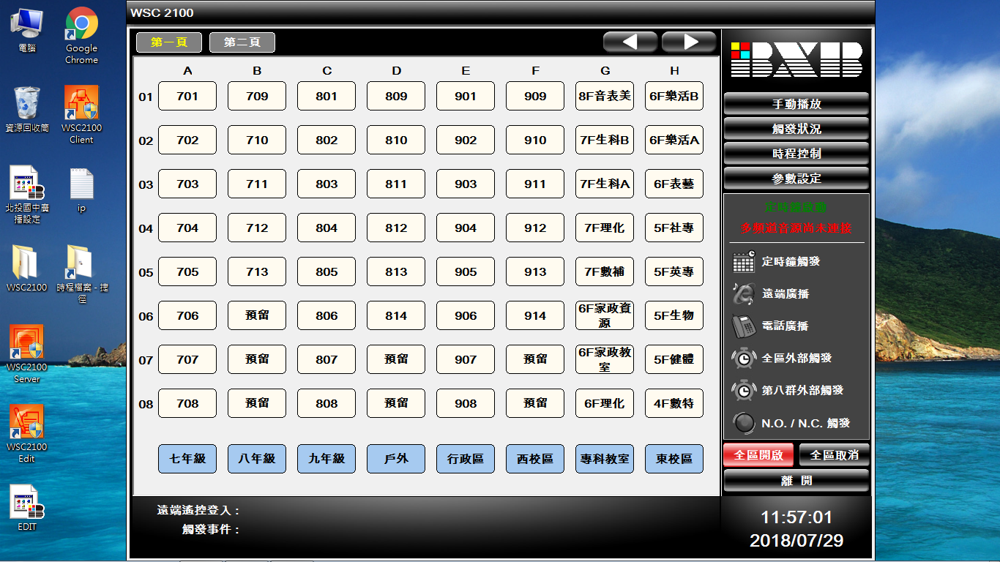 WSC 2100
電腦
Google
Chrome
資源回收筒
WSC2100
Client
北投國中廣
播設定
ip
WSC2100
時程檔案 - 捷
徑
WSC2100
Server
WSC2100
Edit
EDIT
第一頁 第二頁
A B C D E F G H
01 701 709 801 809 901 909 8F音表美 6F樂活B
02 702 710 802 810 902 910 7F生科B 6F樂活A
03 703 711 803 811 903 911 7F生科A 6F表藝
04 704 712 804 812 904 912 7F理化 5F社專
05 705 713 805 813 905 913 7F數補 5F英專
06 706 預留 806 814 906 914 6F家政資源 5F生物
07 707 預留 807 預留 907 預留 6F家政教室 5F健體
08 708 預留 808 預留 908 預留 6F理化 4F數特
七年級 八年級 九年級 戶外 行政區 西校區 專科教室 東校區
遠端遙控登入：
觸發事件：
BXB
手動播放
觸發狀況
時程控制
參數設定
定時鐘啟動
多頻道音源尚未連接
定時鐘觸發
遠端廣播
電話廣播
全區外部觸發
第八群外部觸發
N.O. / N.C. 觸發
全區開啟 全區取消
離 開
11:57:01
2018/07/29